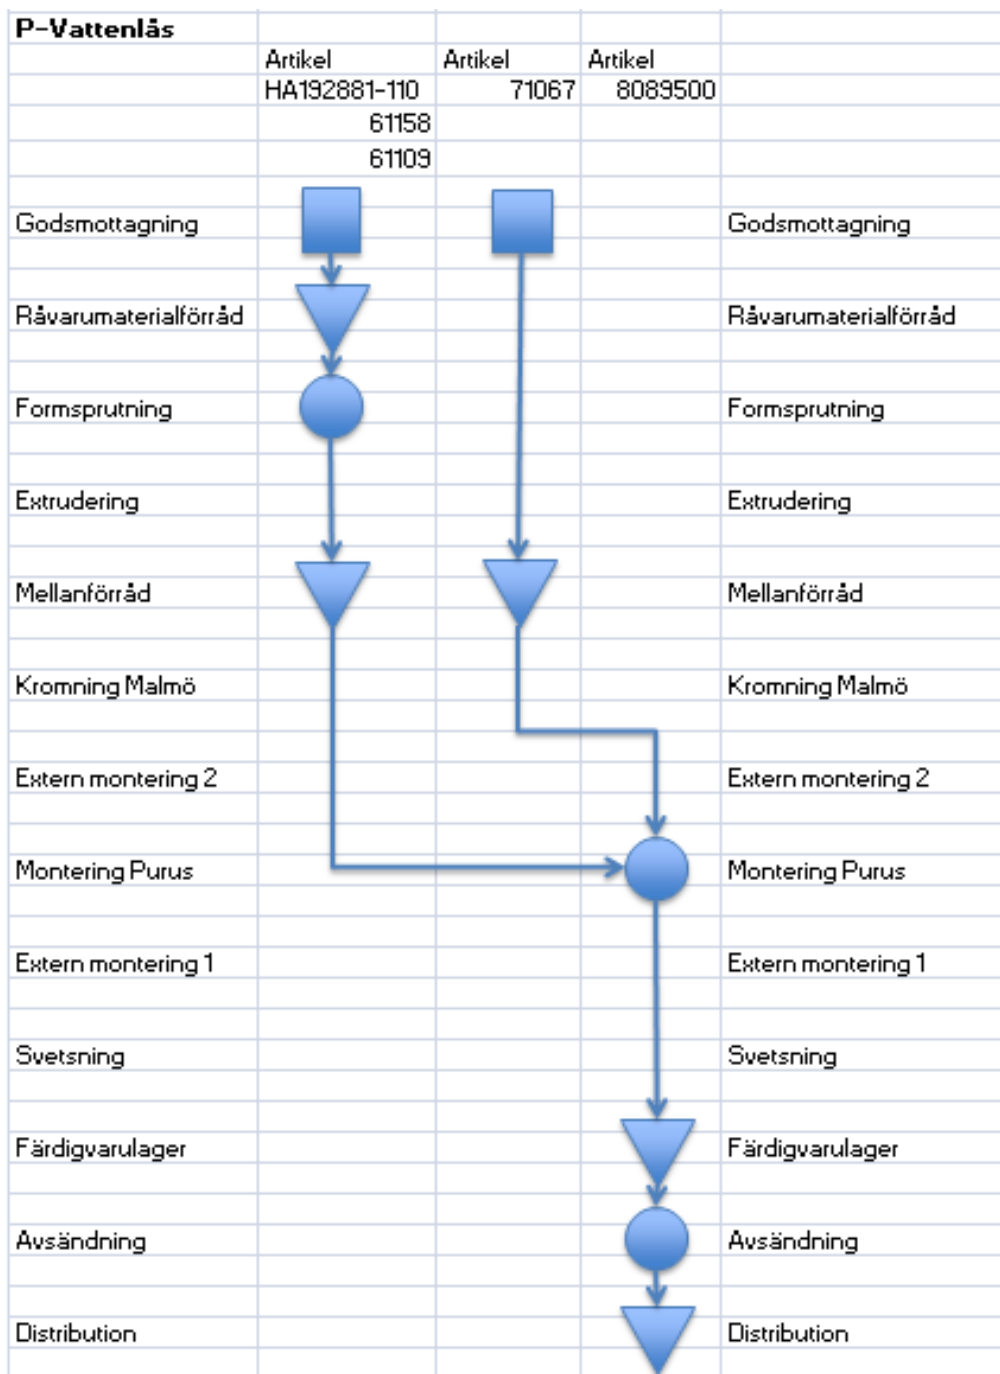 P-Vattenlås
Artikel Artikel Artikel
HA192881-110 71067 8089500
61158
61109
Godsmottagning Godsmottagning
Råvarumaterialförråd Råvarumaterialförråd
Formsprutning Formsprutning
Extrudering Extrudering
Mellanförråd Mellanförråd
Kromning Malmö Kromning Malmö
Extern montering 2 Extern montering 2
Montering Purus Montering Purus
Extern montering 1 Extern montering 1
Svetsning Svetsning
Färdigvarulager Färdigvarulager
Avsändning Avsändning
Distribution Distribution